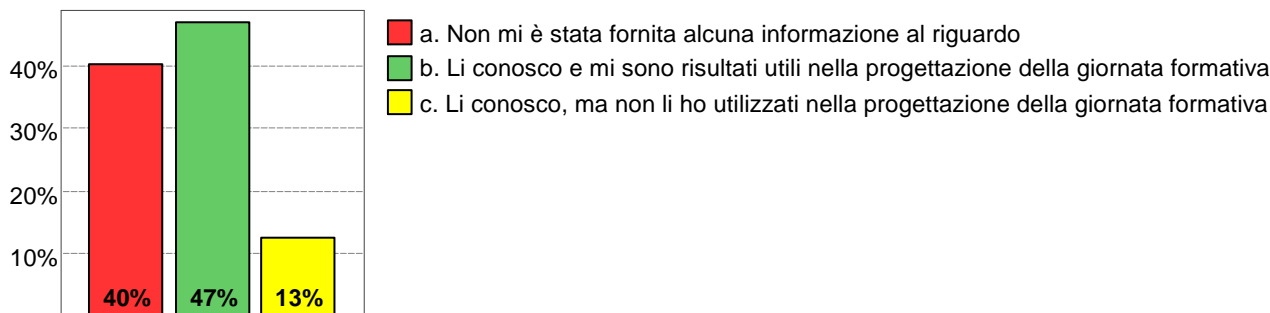 a. Non mi è stata fornita alcuna informazione al riguardo
b. Li conosco e mi sono risultati utili nella progettazione della giornata formativa
c. Li conosco, ma non li ho utilizzati nella progettazione della giornata formativa
40%
30%
20%
10%
40% 47% 13%